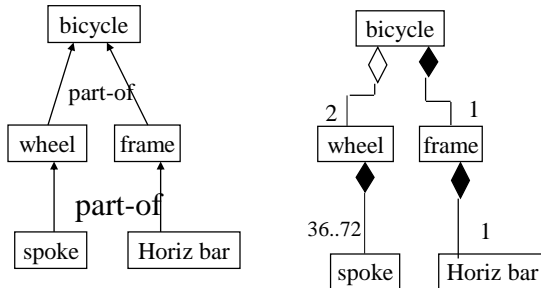 bicycle
part-of
wheel frame
part-of
spoke Horiz bar
bicycle
2 1
wheel frame
36..72 1
spoke Horiz bar